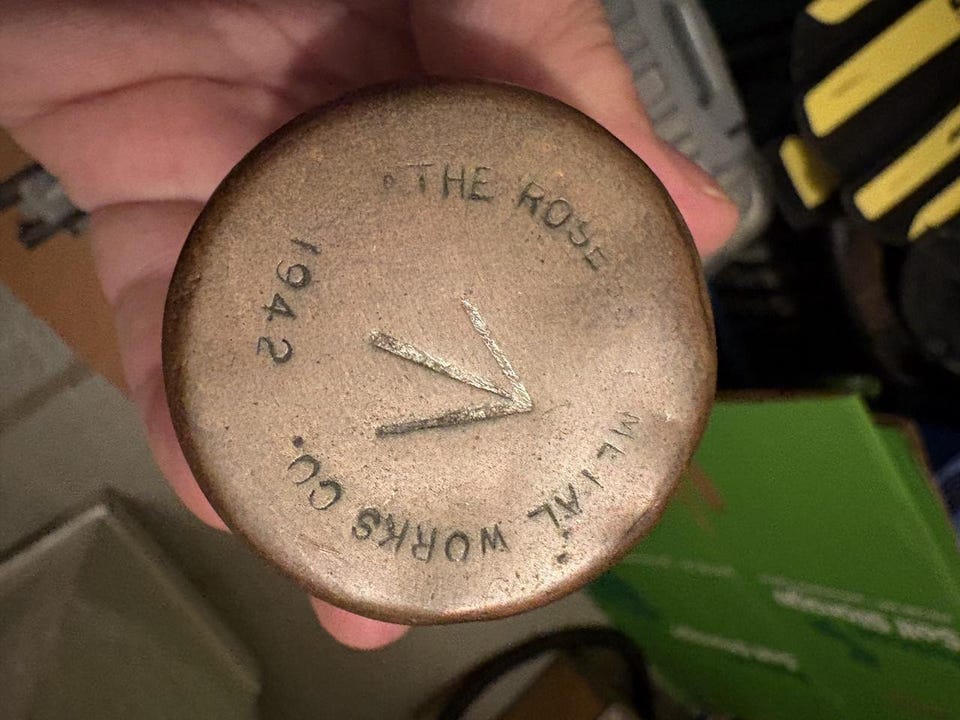 THE ROSE METAL WORKS CO.
1942